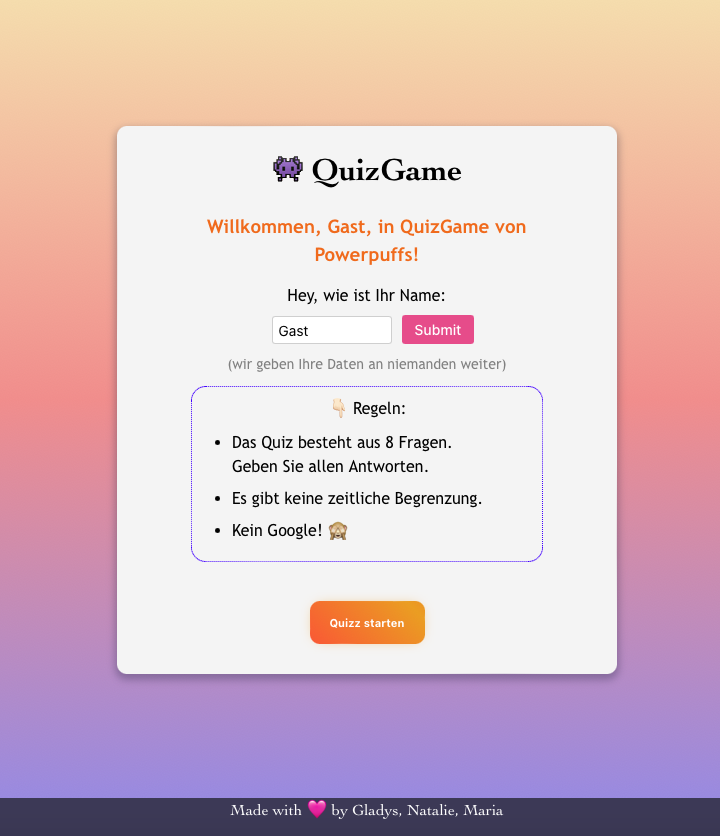 👾 QuizGame
Willkommen, Gast, in QuizGame von
Powerpuffs!
Hey, wie ist Ihr Name:
Gast Submit
(wir geben Ihre Daten an niemanden weiter)
👇🏻 Regeln:
• Das Quiz besteht aus 8 Fragen.
Geben Sie allen Antworten.
• Es gibt keine zeitliche Begrenzung.
• Kein Google! 🙈
Quizz starten
Made with 💖 by Gladys, Natalie, Maria